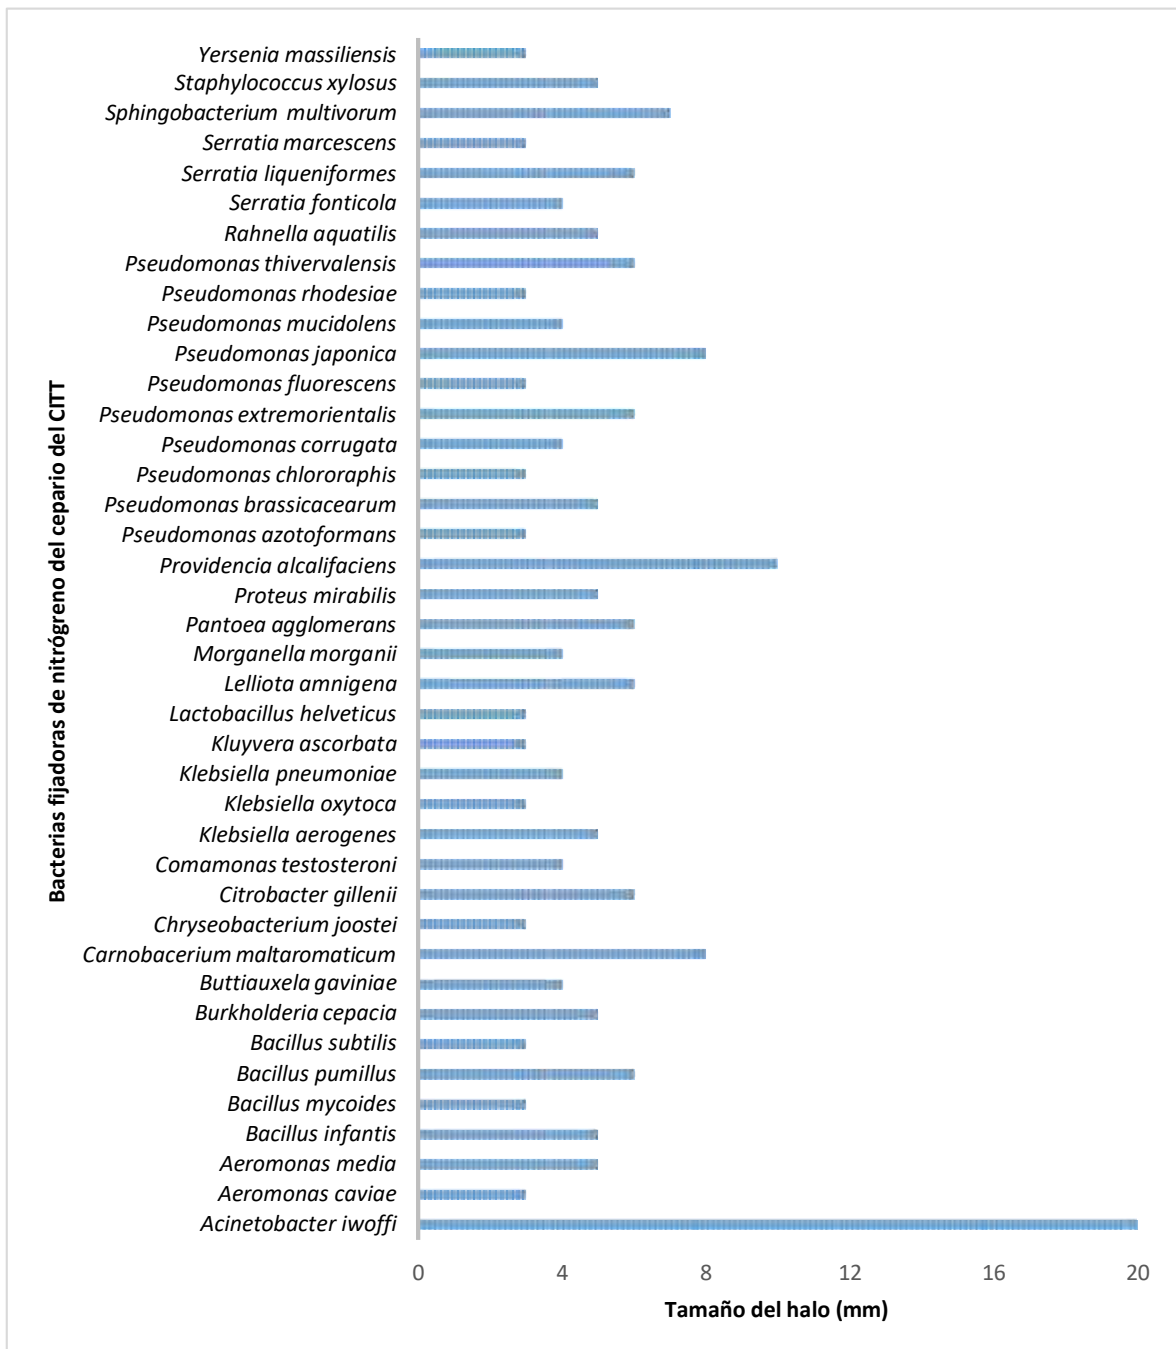 Bacterias fijadoras de nitrógreno del cepario del CITT
Yersenia massiliensis
Staphylococcus xylosus
Sphingobacterium multivorum
Serratia marcescens
Serratia liqueniformes
Serratia fonticola
Rahnella aquatilis
Pseudomonas thivervalensis
Pseudomonas rhodesiae
Pseudomonas mucidolens
Pseudomonas japonica
Pseudomonas fluorescens
Pseudomonas extremorientalis
Pseudomonas corrugata
Pseudomonas chlororaphis
Pseudomonas brassicacearum
Pseudomonas azotoformans
Providencia alcalifaciens
Proteus mirabilis
Pantoea agglomerans
Morganella morganii
Lelliota amnigena
Lactobacillus helveticus
Kluyvera ascorbata
Klebsiella pneumoniae
Klebsiella oxytoca
Klebsiella aerogenes
Comamonas testosteroni
Citrobacter gillenii
Chryseobacterium joostei
Carnobacerium maltaromaticum
Buttiauxela gaviniae
Burkholderia cepacia
Bacillus subtilis
Bacillus pumillus
Bacillus mycoides
Bacillus infantis
Aeromonas media
Aeromonas caviae
Acinetobacter iwoffi
0 4 8 12 16 20
Tamaño del halo (mm)